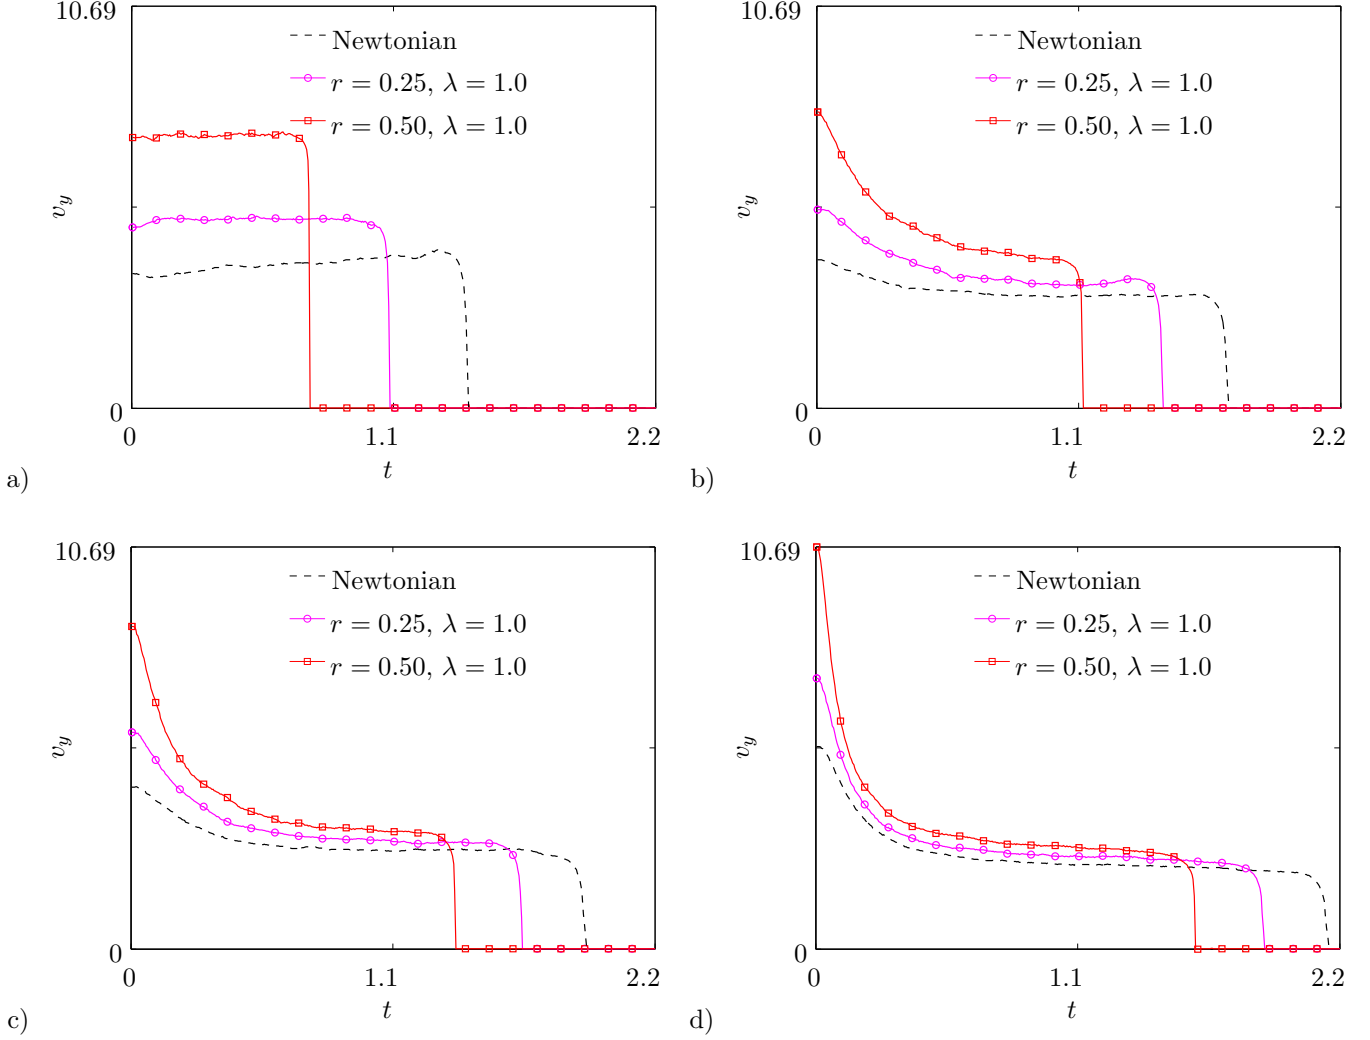 10.69
Newtonian
r = 0.25, λ = 1.0
r = 0.50, λ = 1.0
v_y
0
0 1.1 2.2
t
a)
10.69
Newtonian
r = 0.25, λ = 1.0
r = 0.50, λ = 1.0
v_y
0
0 1.1 2.2
t
b)
10.69
Newtonian
r = 0.25, λ = 1.0
r = 0.50, λ = 1.0
v_y
0
0 1.1 2.2
t
c)
10.69
Newtonian
r = 0.25, λ = 1.0
r = 0.50, λ = 1.0
v_y
0
0 1.1 2.2
t
d)